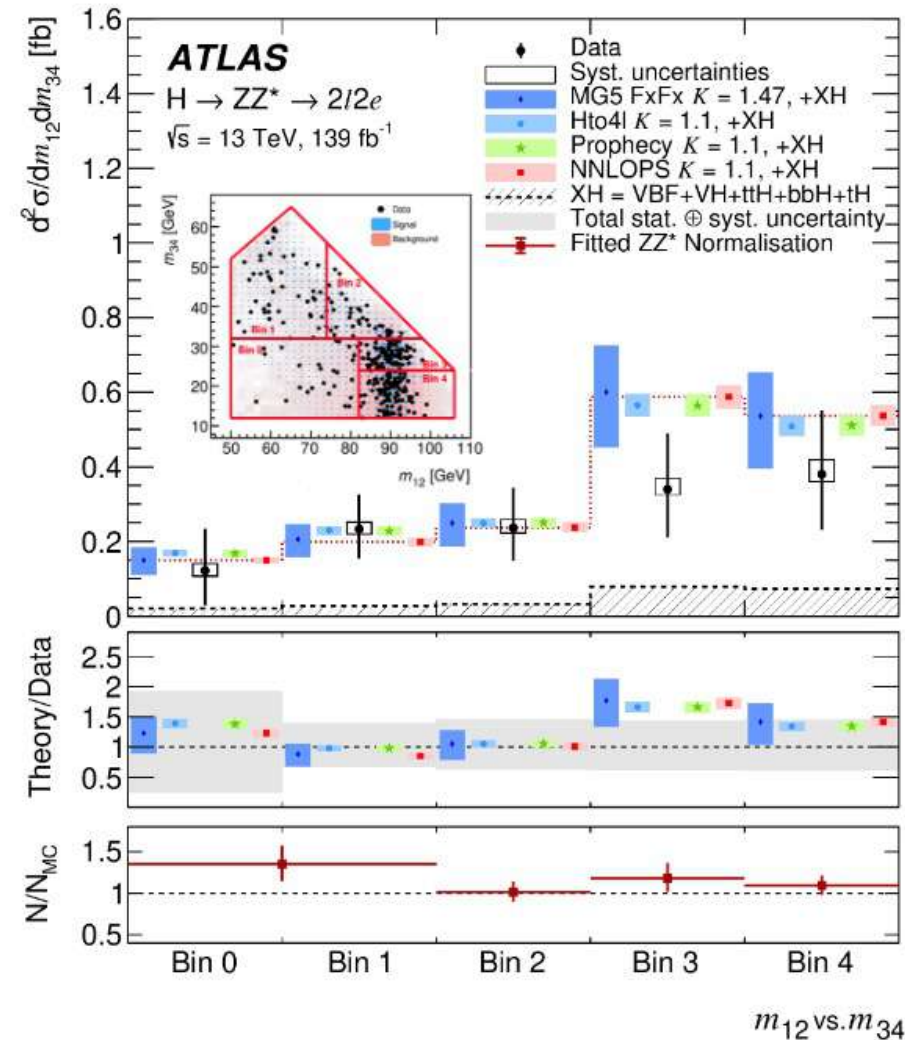 1.6
1.4
1.2
1
0.8
0.6
0.4
0.2
0
d²σ/dm₁₂dm₃₄ [fb]
ATLAS
H → ZZ* → 2l2e
√s = 13 TeV, 139 fb⁻¹
Data
Syst. uncertainties
MG5 FxFx K = 1.47, +XH
Hto4l K = 1.1, +XH
Prophecy K = 1.1, +XH
NNLOPS K = 1.1, +XH
XH = VBF+VH+ttH+bbH+tH
Total stat. ⊕ syst. uncertainty
Fitted ZZ* Normalisation
m₃₄ [GeV]
60
50
40
30
20
10
Data
Signal
Background
Bin 2
Bin 1
Bin 0
Bin 3
Bin 4
50 60 70 80 90 100 110
m₁₂ [GeV]
Theory/Data
2.5
2
1.5
1
0.5
N/N_MC
1.5
1
0.5
Bin 0 Bin 1 Bin 2 Bin 3 Bin 4
m₁₂ vs. m₃₄